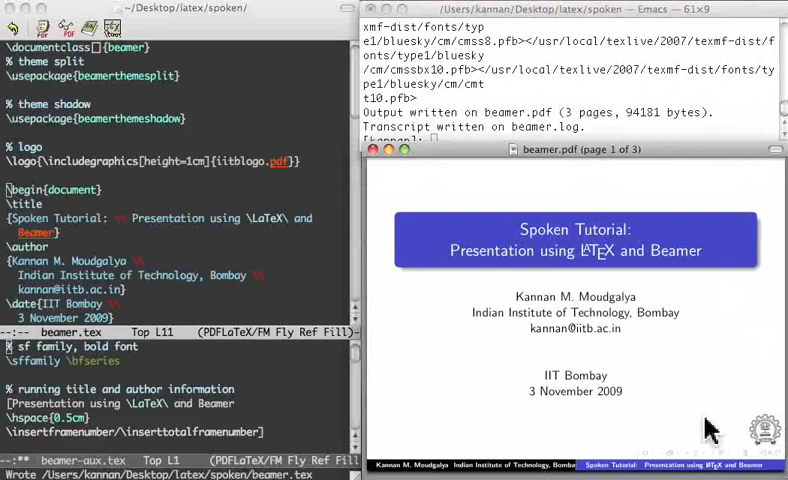 ~/Desktop/latex/spoken/
\documentclass[]{beamer}
% theme split
\usepackage{beamerthemesplit}
% theme shadow
\usepackage{beamerthemeshadow}
% logo
\logo{\includegraphics[height=1cm]{iitblogo.pdf}}
\begin{document}
\title
{Spoken Tutorial: \\ Presentation using \LaTeX\ and
Beamer}
\author
{Kannan M. Moudgalya \\
Indian Institute of Technology, Bombay \\
kannan@iitb.ac.in}
\date{IIT Bombay \\
3 November 2009}
--:-- beamer.tex Top L11 (PDFLaTeX/FM Fly Ref Fill)--
% sf family, bold font
\sffamily \bfseries
% running title and author information
[Presentation using \LaTeX\ and Beamer
\hspace{0.5cm}
\insertframenumber/\inserttotalframenumber]
--:** beamer-aux.tex Top L1 (PDFLaTeX/FM Fly Ref Fill)
Wrote /Users/kannan/Desktop/latex/spoken/beamer.tex
/Users/kannan/Desktop/latex/spoken — Emacs — 61×9
xmf-dist/fonts/typ
e1/bluesky/cm/cmss8.pfb></usr/local/texlive/2007/texmf-dist/f
onts/type1/bluesky
/cm/cmssbx10.pfb></usr/local/texlive/2007/texmf-dist/fonts/ty
pe1/bluesky/cm/cmt
t10.pfb>
Output written on beamer.pdf (3 pages, 94181 bytes).
Transcript written on beamer.log.
[kannan]:
beamer.pdf (page 1 of 3)
Spoken Tutorial:
Presentation using LATEX and Beamer
Kannan M. Moudgalya
Indian Institute of Technology, Bombay
kannan@iitb.ac.in
IIT Bombay
3 November 2009
Kannan M. Moudgalya Indian Institute of Technology, Bomba Spoken Tutorial: Presentation using LATEX and Beamer